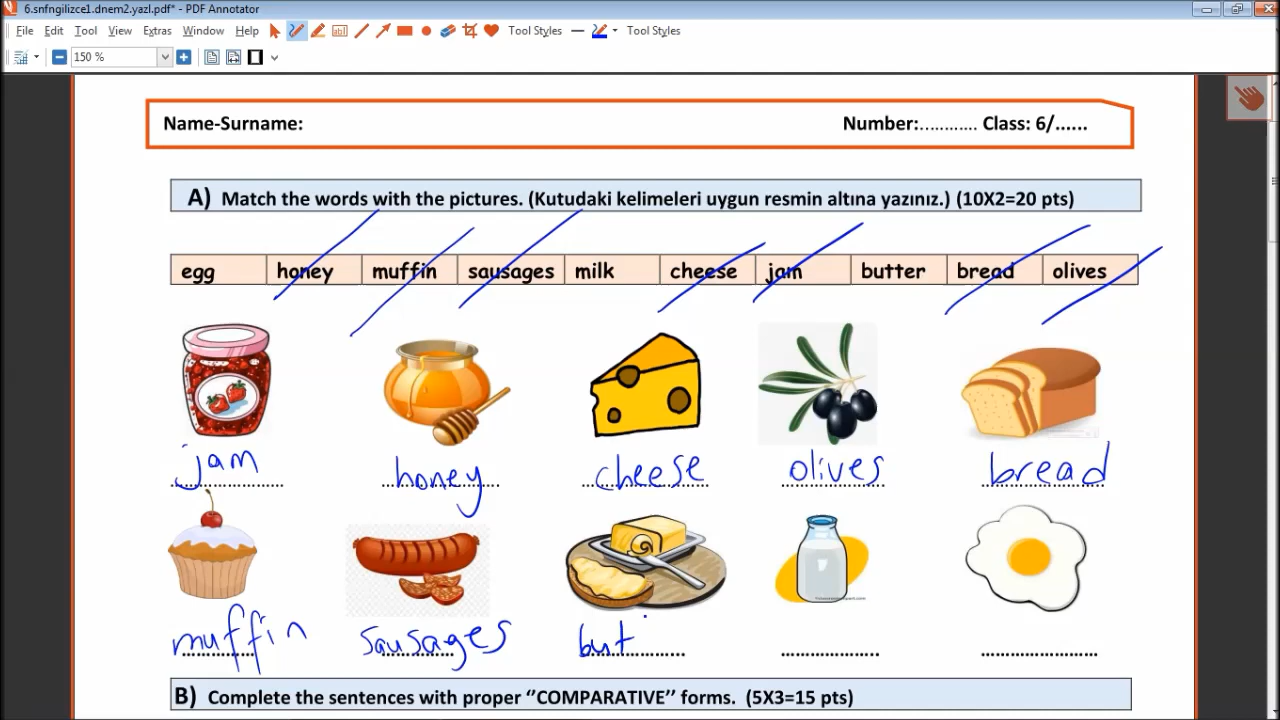 6.snfngilizce1.dnem2.yazl.pdf* - PDF Annotator
File Edit Tool View Extras Window Help Tool Styles Tool Styles
150 %
Name-Surname: Number:............ Class: 6/......
A) Match the words with the pictures. (Kutudaki kelimeleri uygun resmin altına yazınız.) (10X2=20 pts)
egg honey muffin sausages milk cheese jam butter bread olives
jam honey cheese olives bread
muffin sausages but
B) Complete the sentences with proper ‘’COMPARATIVE’’ forms. (5X3=15 pts)